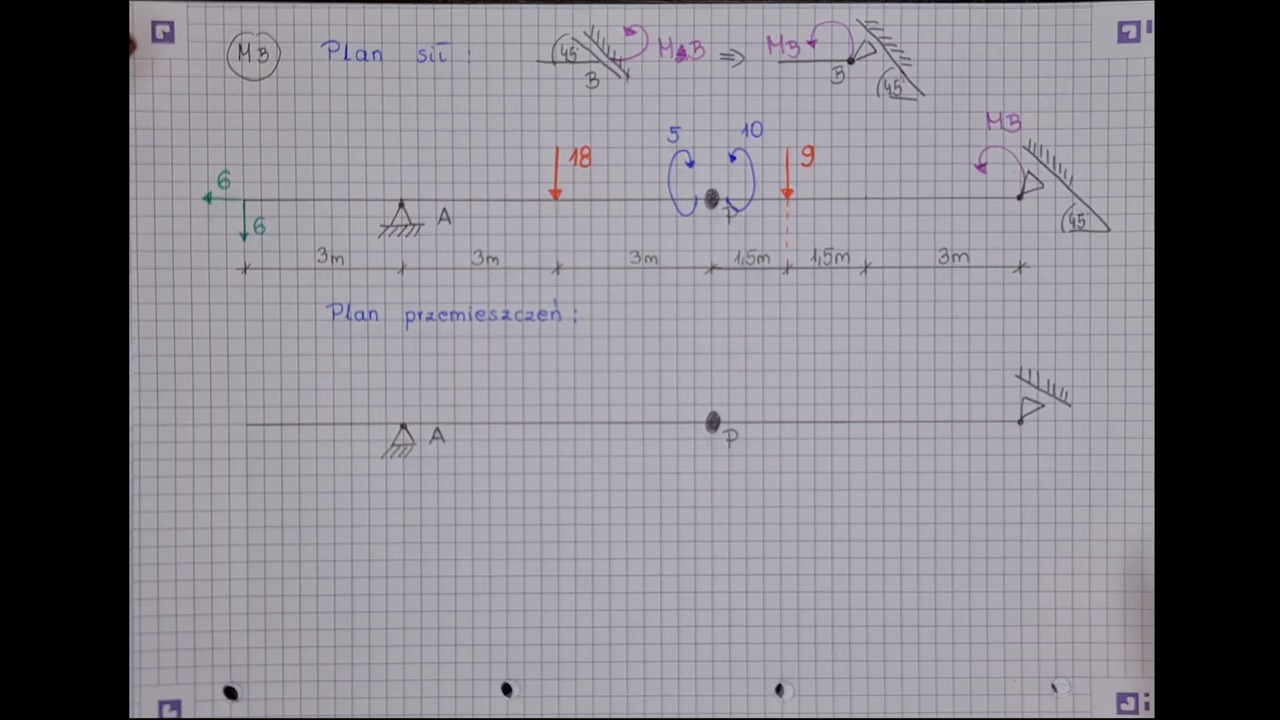 MB Plan sił: 45 B MB ⇒ MB B 45
5 10 MB
6 18 9
6 A P 45
3m 3m 3m 1,5m 1,5m 3m
Plan przemieszczeń:
A P